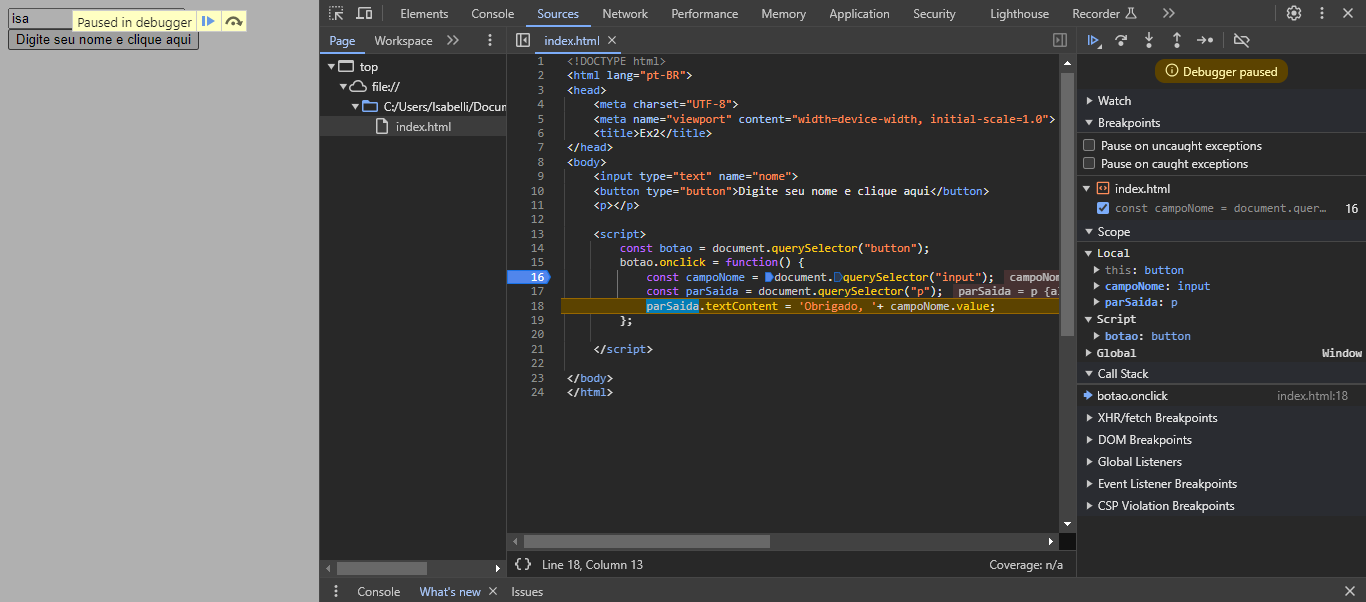 isa
Paused in debugger
Digite seu nome e clique aqui
Elements Console Sources Network Performance Memory Application Security Lighthouse Recorder
Page Workspace
index.html
top
file://
C:/Users/Isabelli/Docum
index.html
1 <!DOCTYPE html>
2 <html lang="pt-BR">
3 <head>
4 <meta charset="UTF-8">
5 <meta name="viewport" content="width=device-width, initial-scale=1.0">
6 <title>Ex2</title>
7 </head>
8 <body>
9 <input type="text" name="nome">
10 <button type="button">Digite seu nome e clique aqui</button>
11 <p></p>
12
13 <script>
14 const botao = document.querySelector("button");
15 botao.onclick = function() {
16 const campoNome = document.querySelector("input"); campoNom
17 const parSaida = document.querySelector("p"); parSaida = p {a
18 parSaida.textContent = 'Obrigado, '+ campoNome.value;
19 };
20
21 </script>
22
23 </body>
24 </html>
{} Line 18, Column 13 Coverage: n/a
Debugger paused
Watch
Breakpoints
Pause on uncaught exceptions
Pause on caught exceptions
index.html
const campoNome = document.quer… 16
Scope
Local
this: button
campoNome: input
parSaida: p
Script
botao: button
Global Window
Call Stack
botao.onclick index.html:18
XHR/fetch Breakpoints
DOM Breakpoints
Global Listeners
Event Listener Breakpoints
CSP Violation Breakpoints
Console What's new Issues